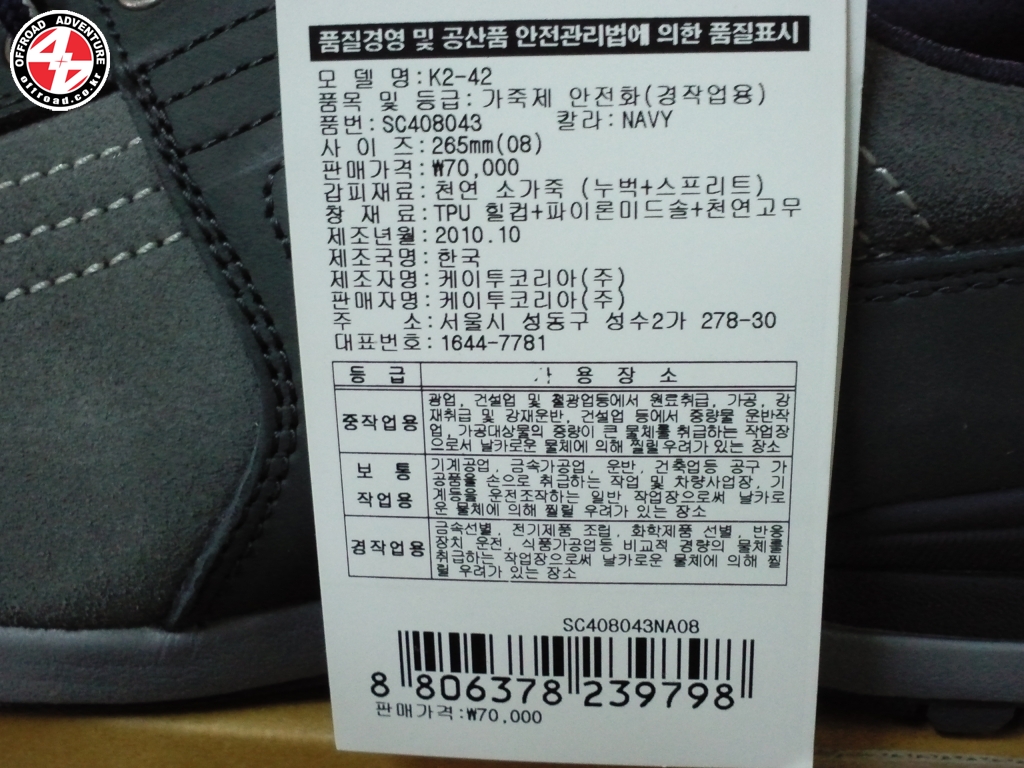 OFFROAD ADVENTURE
4x4
offroad.co.kr
품질경영 및 공산품 안전관리법에 의한 품질표시
모 델 명:K2-42
품목 및 등급:가죽제 안전화(경작업용)
품번:SC408043 칼라:NAVY
사 이 즈:265mm(08)
판매가격:₩70,000
갑피재료:천연 소가죽 (누벅+스프리트)
창 재 료:TPU 힐컵+파이론미드솔+천연고무
제조년월:2010.10
제조국명:한국
제조자명:케이투코리아(주)
판매자명:케이투코리아(주)
주 소:서울시 성동구 성수2가 278-30
대표번호:1644-7781
등 급 사 용 장 소
중작업용
광업, 건설업 및 철광업등에서 원료취급, 가공, 강
재취급 및 강재운반, 건설업 등에서 중량물 운반작
업, 가공대상물의 중량이 큰 물체를 취급하는 작업장
으로서 날카로운 물체에 의해 찔릴 우려가 있는 장소
보 통
작업용
기계공업, 금속가공업, 운반, 건축업등 공구 가
공품을 손으로 취급하는 작업 및 차량사업장, 기
계등을 운전조작하는 일반 작업장으로써 날카로
운 물체에 의해 찔릴 우려가 있는 장소
경작업용
금속선별, 전기제품 조립, 화학제품 선별, 반응
장치 운전, 식품가공업등 비교적 경량의 물체를
취급하는 작업장으로써 날카로운 물체에 의해 찔
릴 우려가 있는 장소
SC408043NA08
8 806378 239798
판매가격:₩70,000